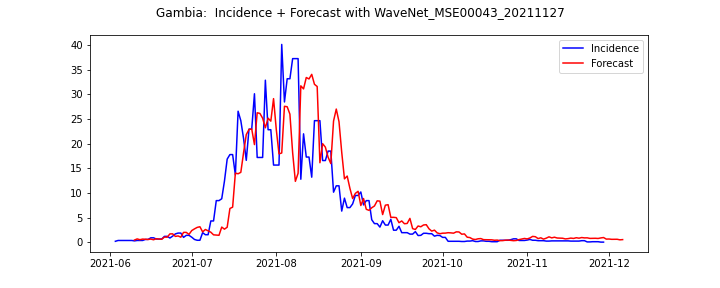 Gambia:  Incidence + Forecast with WaveNet_MSE00043_20211127
Incidence
Forecast
40
35
30
25
20
15
10
5
0
2021-06 2021-07 2021-08 2021-09 2021-10 2021-11 2021-12